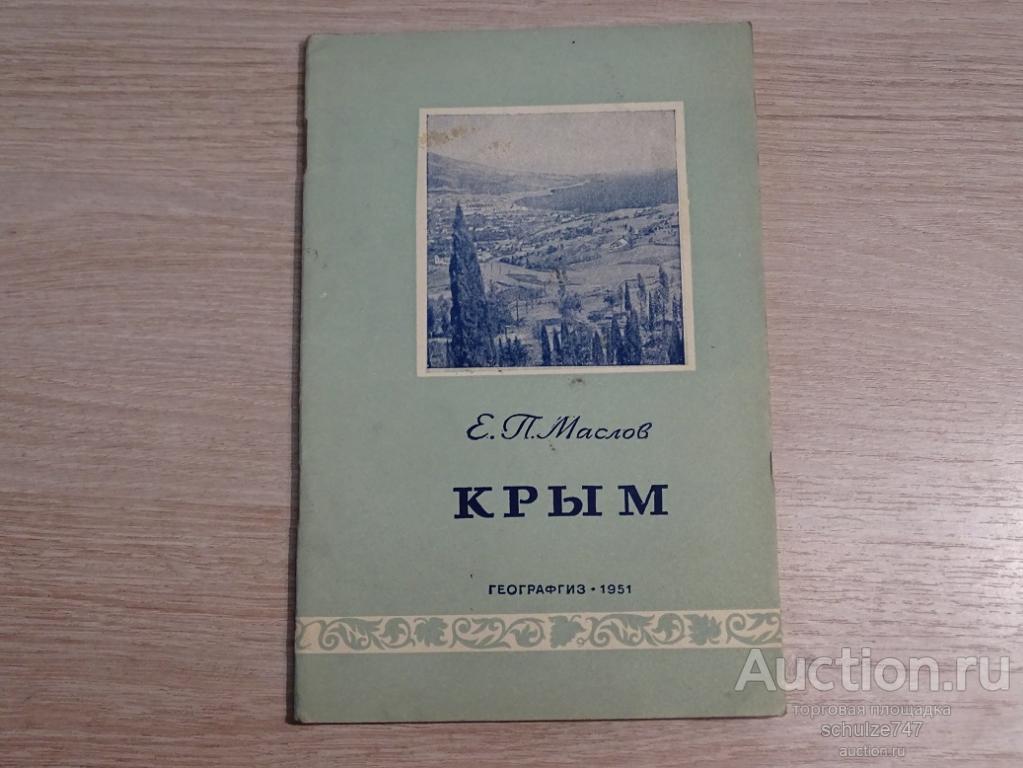 Е. П. Маслов
КРЫМ
ГЕОГРАФГИЗ • 1951
Auction.ru
торговая площадка
schulze747
auction.ru